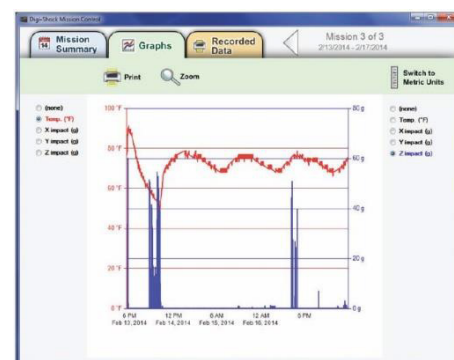 Digi-Shock Mission Control
14 Mission Summary
Graphs
Recorded Data
Mission 3 of 3
2/13/2014 - 2/17/2014
Print
Zoom
Switch to Metric Units
(none)
Temp. (°F)
X impact (g)
Y impact (g)
Z impact (g)
100 °F
80 °F
60 °F
40 °F
20 °F
0 °F
80 g
60 g
40 g
20 g
0 g
6 PM
Feb 13, 2014
12 PM
Feb 14, 2014
6 AM
Feb 15, 2014
12 AM
Feb 16, 2014
6 PM
(none)
Temp. (°F)
X impact (g)
Y impact (g)
Z impact (g)